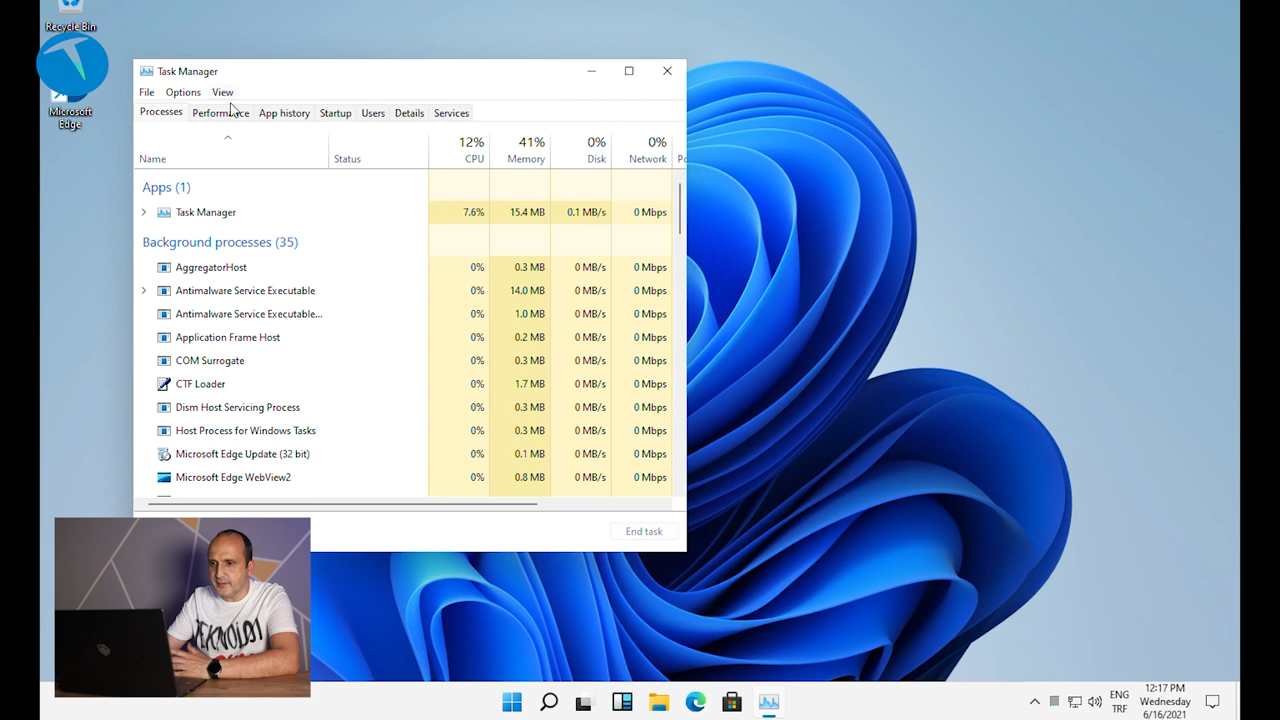 Recycle Bin
Microsoft
Edge
Task Manager
File Options View
Processes Performance App history Startup Users Details Services
12% 41% 0% 0%
Name Status CPU Memory Disk Network
Apps (1)
Task Manager 7.6% 15.4 MB 0.1 MB/s 0 Mbps
Background processes (35)
AggregatorHost 0% 0.3 MB 0 MB/s 0 Mbps
Antimalware Service Executable 0% 14.0 MB 0 MB/s 0 Mbps
Antimalware Service Executable... 0% 1.0 MB 0 MB/s 0 Mbps
Application Frame Host 0% 0.2 MB 0 MB/s 0 Mbps
COM Surrogate 0% 0.3 MB 0 MB/s 0 Mbps
CTF Loader 0% 1.7 MB 0 MB/s 0 Mbps
Dism Host Servicing Process 0% 0.3 MB 0 MB/s 0 Mbps
Host Process for Windows Tasks 0% 0.3 MB 0 MB/s 0 Mbps
Microsoft Edge Update (32 bit) 0% 0.1 MB 0 MB/s 0 Mbps
Microsoft Edge WebView2 0% 0.8 MB 0 MB/s 0 Mbps
End task
ENG
TRF
12:17 PM
Wednesday
6/16/2021